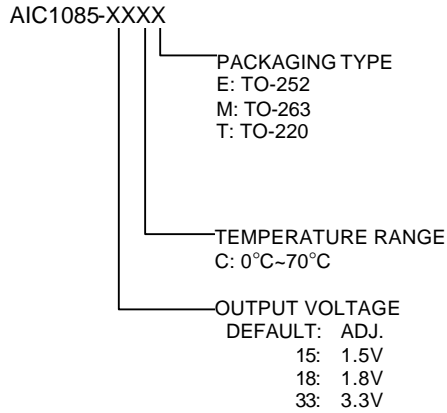 AIC1085-XXXX
PACKAGING TYPE
E: TO-252
M: TO-263
T: TO-220
TEMPERATURE RANGE
C: 0°C~70°C
OUTPUT VOLTAGE
DEFAULT: ADJ.
15: 1.5V
18: 1.8V
33: 3.3V